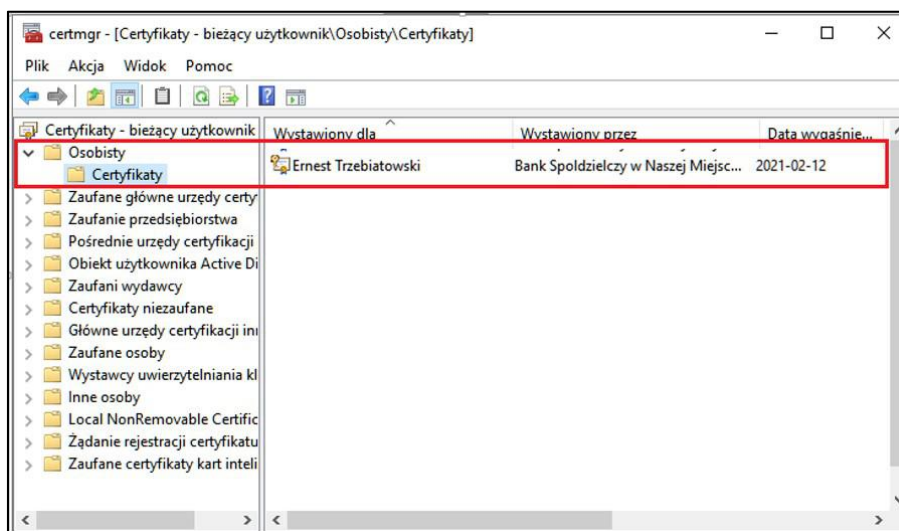 certmgr - [Certyfikaty - bieżący użytkownik\Osobisty\Certyfikaty]
Plik Akcja Widok Pomoc
Certyfikaty - bieżący użytkownik
Wystawiony dla Wystawiony przez Data wygaśnie...
Osobisty
Certyfikaty
Ernest Trzebiatowski Bank Spoldzielczy w Naszej Miejsc... 2021-02-12
Zaufane główne urzędy certy
Zaufanie przedsiębiorstwa
Pośrednie urzędy certyfikacji
Obiekt użytkownika Active Di
Zaufani wydawcy
Certyfikaty niezaufane
Główne urzędy certyfikacji inn
Zaufane osoby
Wystawcy uwierzytelniania kl
Inne osoby
Local NonRemovable Certific
Żądanie rejestracji certyfikatu
Zaufane certyfikaty kart inteli